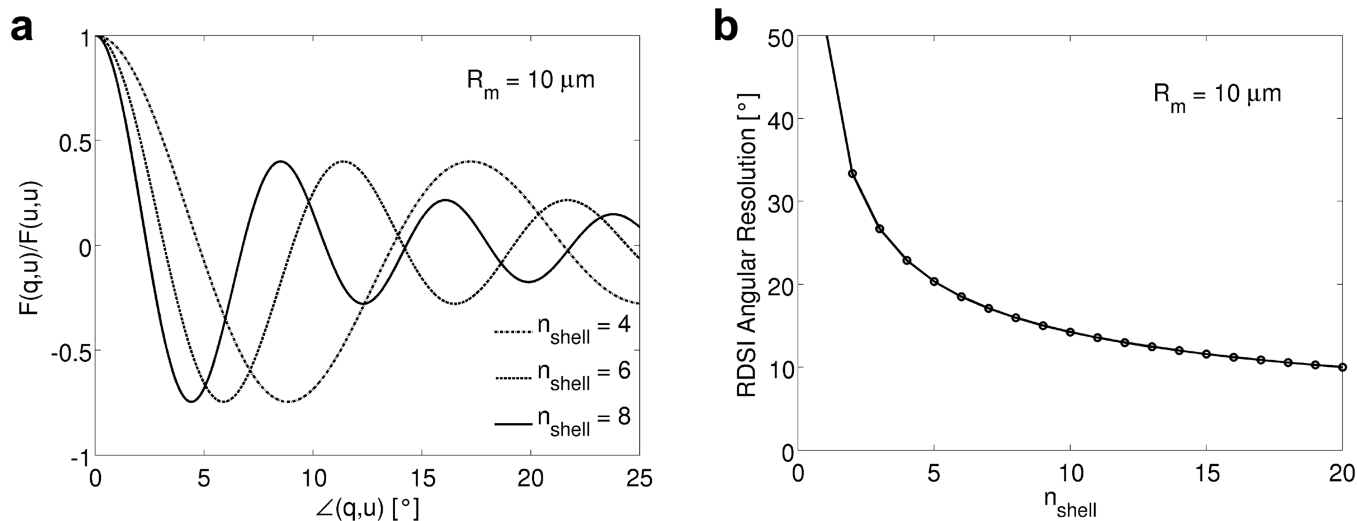 a
1
0.5
0
-0.5
-1
F(q,u)/F(u,u)
R_m = 10 μm
n_shell = 4
n_shell = 6
n_shell = 8
0 5 10 15 20 25
∠(q,u) [°]
b
50
40
30
20
10
0
RDSI Angular Resolution [°]
R_m = 10 μm
0 5 10 15 20
n_shell